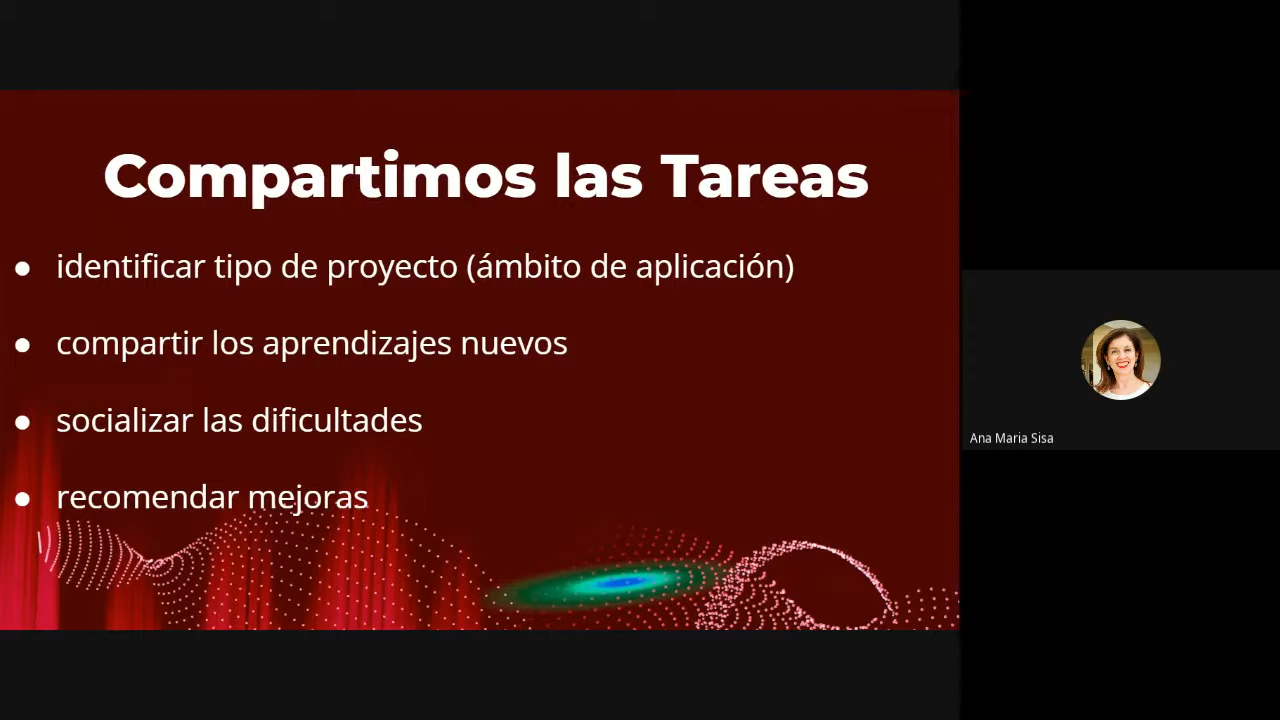 Compartimos las Tareas
● identificar tipo de proyecto (ámbito de aplicación)
● compartir los aprendizajes nuevos
● socializar las dificultades
● recomendar mejoras
Ana Maria Sisa